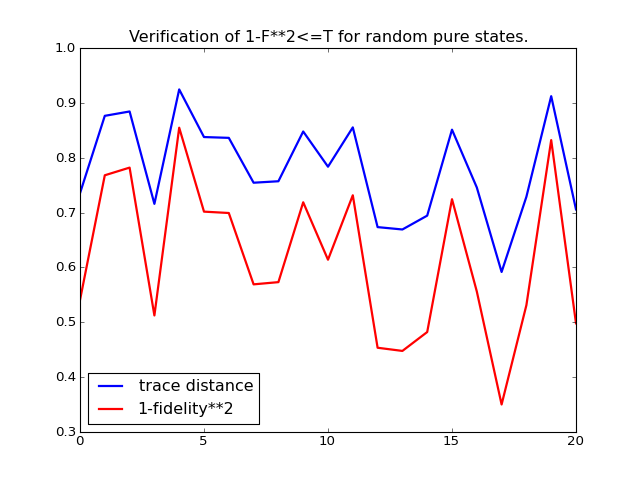 Verification of 1-F**2<=T for random pure states.
1.0
0.9
0.8
0.7
0.6
0.5
0.4
0.3
trace distance
1-fidelity**2
0 5 10 15 20